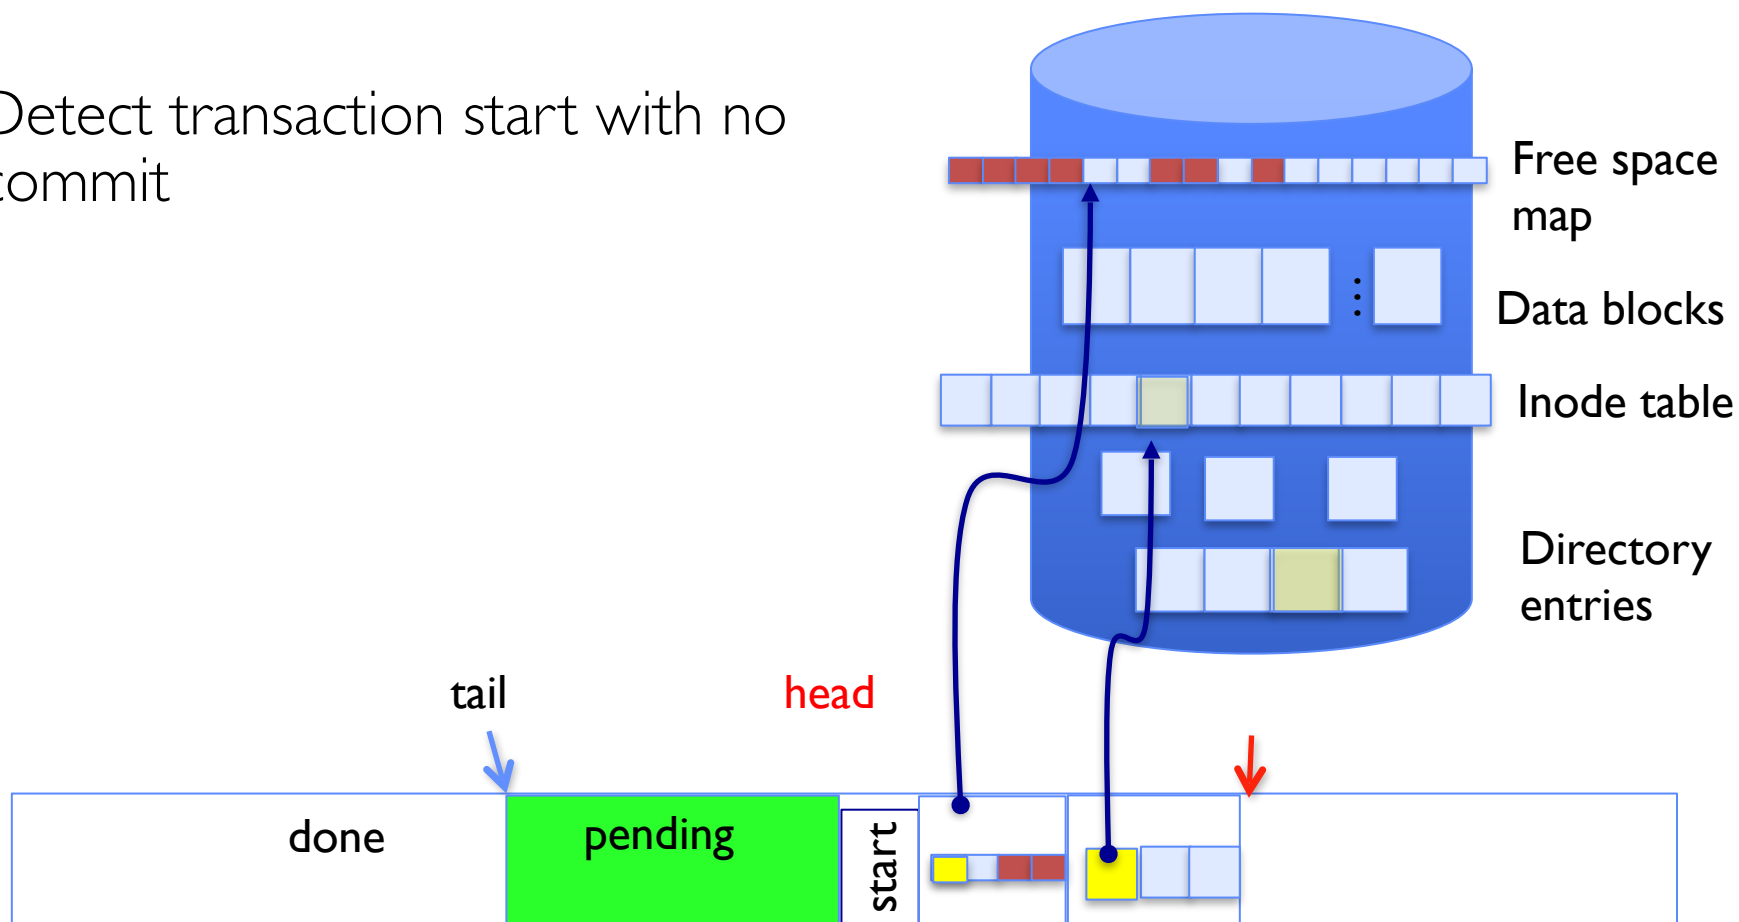 Detect transaction start with no
commit
Free space
map
Data blocks
Inode table
Directory
entries
tail
head
done
pending
start